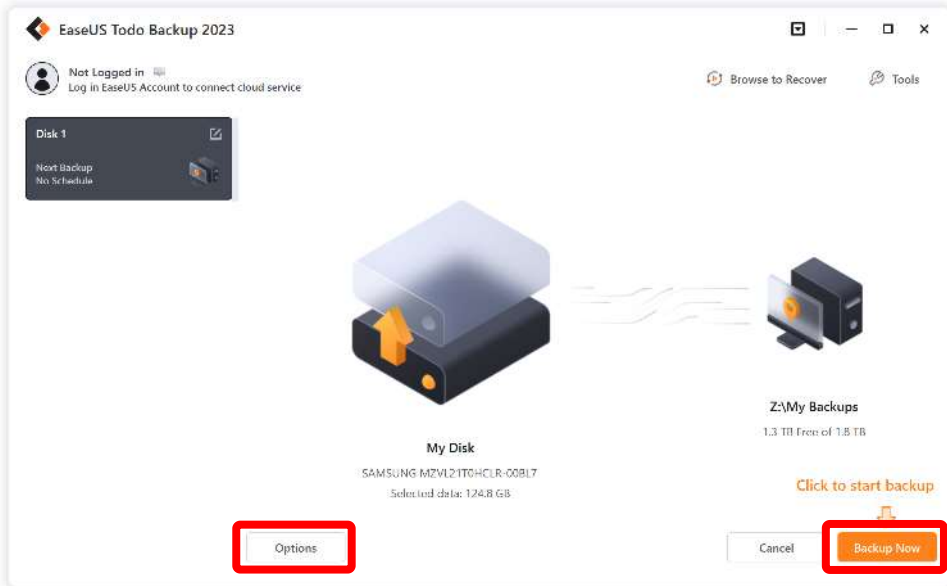 EaseUS Todo Backup 2023
Not Logged in
Log in EaseUS Account to connect cloud service
Browse to Recover
Tools
Disk 1
Next Backup
No Schedule
Z:\My Backups
1.3 TB Free of 1.8 TB
My Disk
SAMSUNG MZVL21T0HCLR-00BL7
Selected data: 124.8 GB
Click to start backup
Options
Cancel
Backup Now